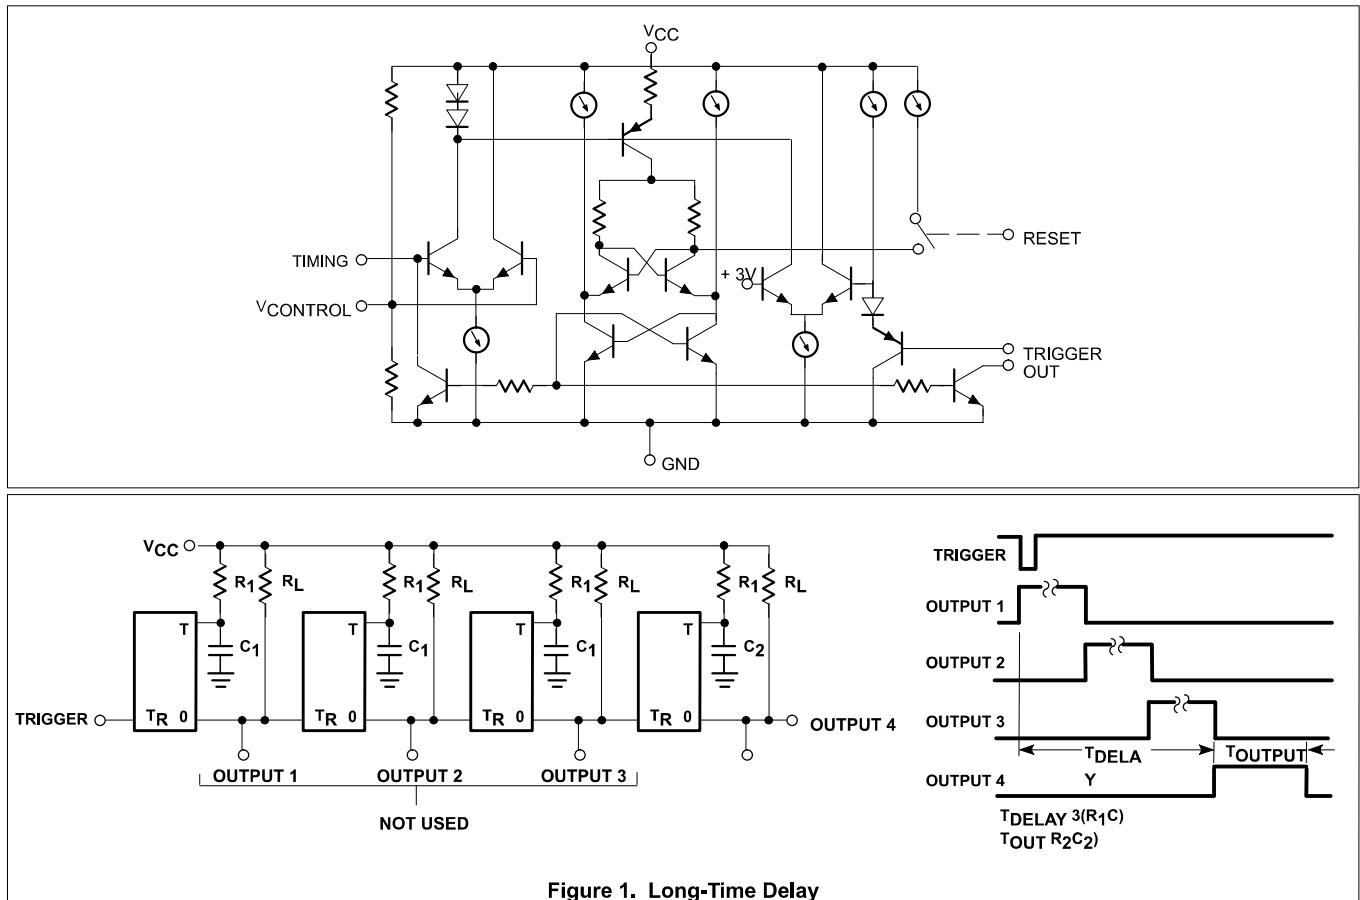 VCC
TIMING
VCONTROL
+ 3V
RESET
TRIGGER
OUT
GND
VCC
R1 RL R1 RL R1 RL R1 RL
T T T T
C1 C1 C1 C2
TRIGGER TR 0 TR 0 TR 0 TR 0 OUTPUT 4
OUTPUT 1 OUTPUT 2 OUTPUT 3
NOT USED
TRIGGER
OUTPUT 1
OUTPUT 2
OUTPUT 3
TDELA TOUTPUT
Y
OUTPUT 4
TDELAY 3(R1C)
TOUT R2C2)
Figure 1. Long-Time Delay